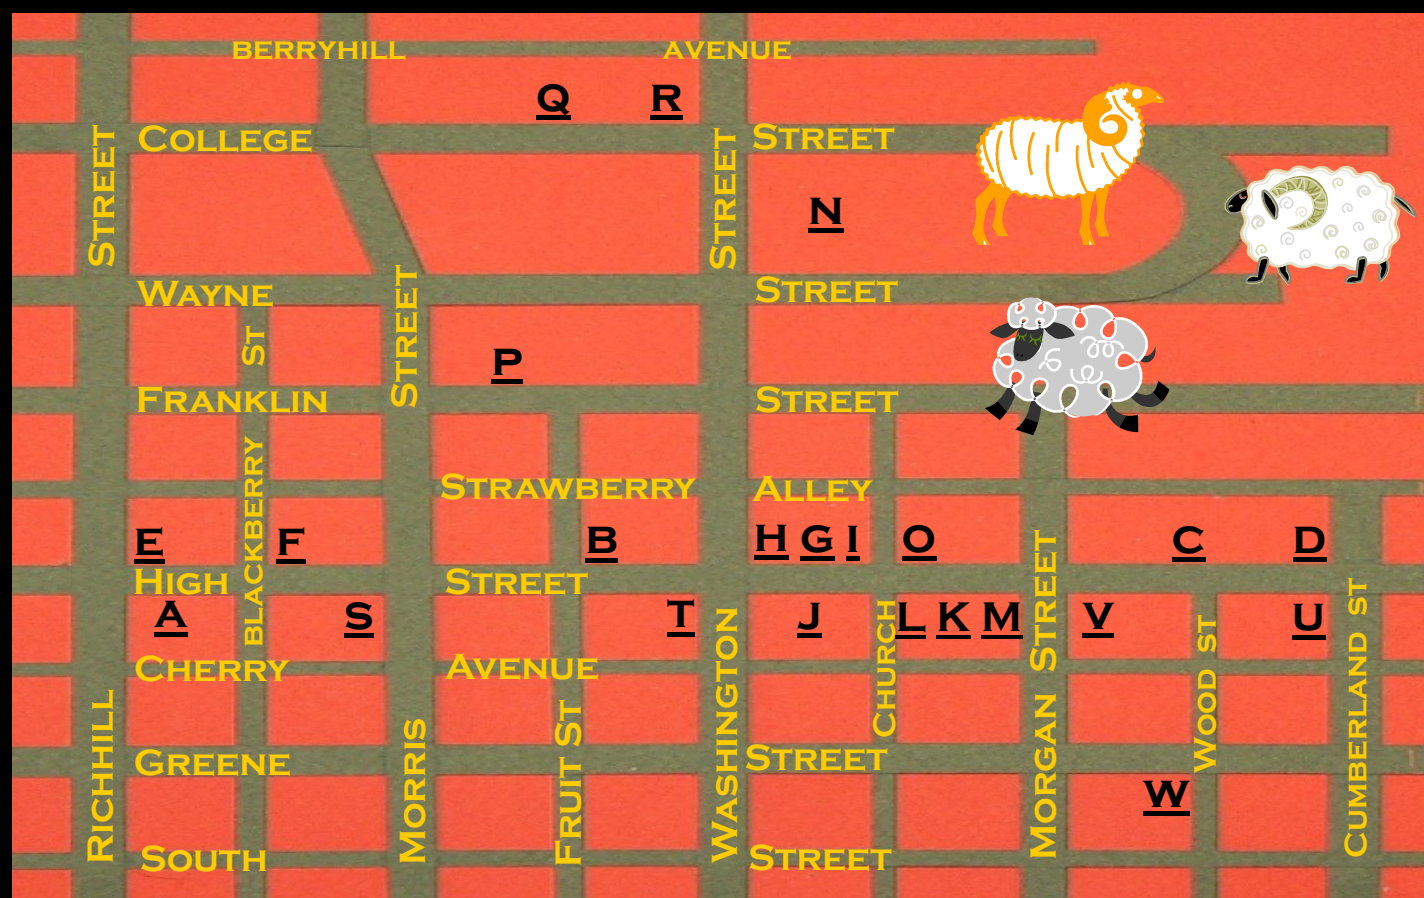 BERRYHILL AVENUE
Q R
COLLEGE STREET
STREET
STREET
N
WAYNE STREET
STREET
ST
P
FRANKLIN STREET
BLACKBERRY
STRAWBERRY ALLEY
E F B H G I O C D
HIGH STREET
MORGAN STREET
CUMBERLAND ST
A S T J L K M V U
CHURCH
WOOD ST
CHERRY AVENUE
RICHHILL
MORRIS
FRUIT ST
WASHINGTON
GREENE STREET
W
SOUTH STREET